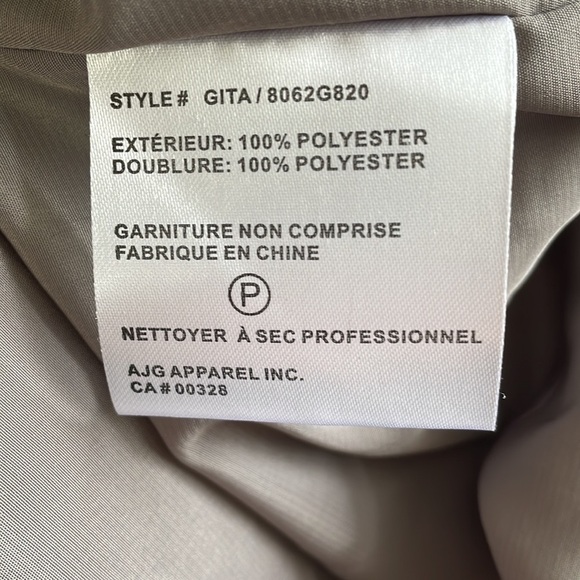 STYLE# GITA/8062G820
EXTÉRIEUR: 100% POLYESTER
DOUBLURE: 100% POLYESTER
GARNITURE NON COMPRISE
FABRIQUE EN CHINE
P
NETTOYER À SEC PROFESSIONNEL
AJG APPAREL INC.
CA#00328